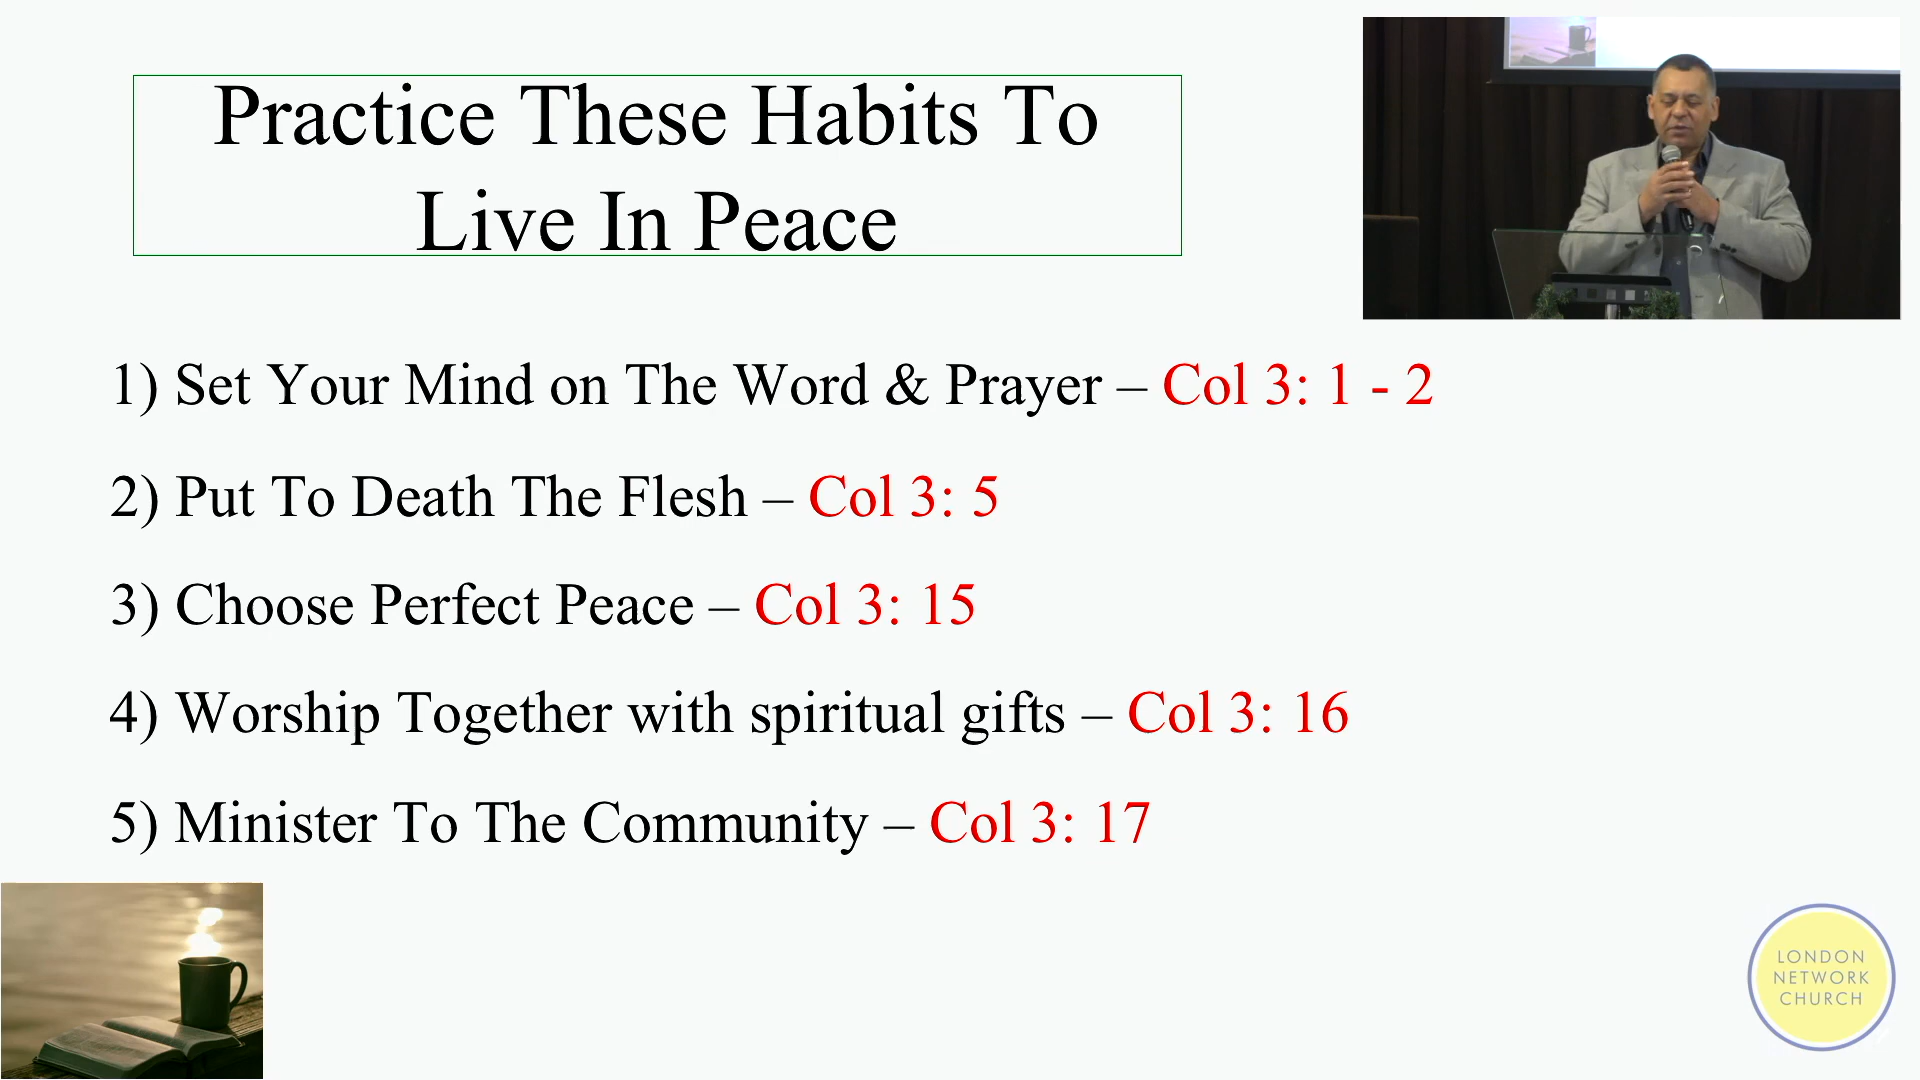 Practice These Habits To
Live In Peace
1) Set Your Mind on The Word & Prayer – Col 3: 1 - 2
2) Put To Death The Flesh – Col 3: 5
3) Choose Perfect Peace – Col 3: 15
4) Worship Together with spiritual gifts – Col 3: 16
5) Minister To The Community – Col 3: 17
LONDON
NETWORK
CHURCH